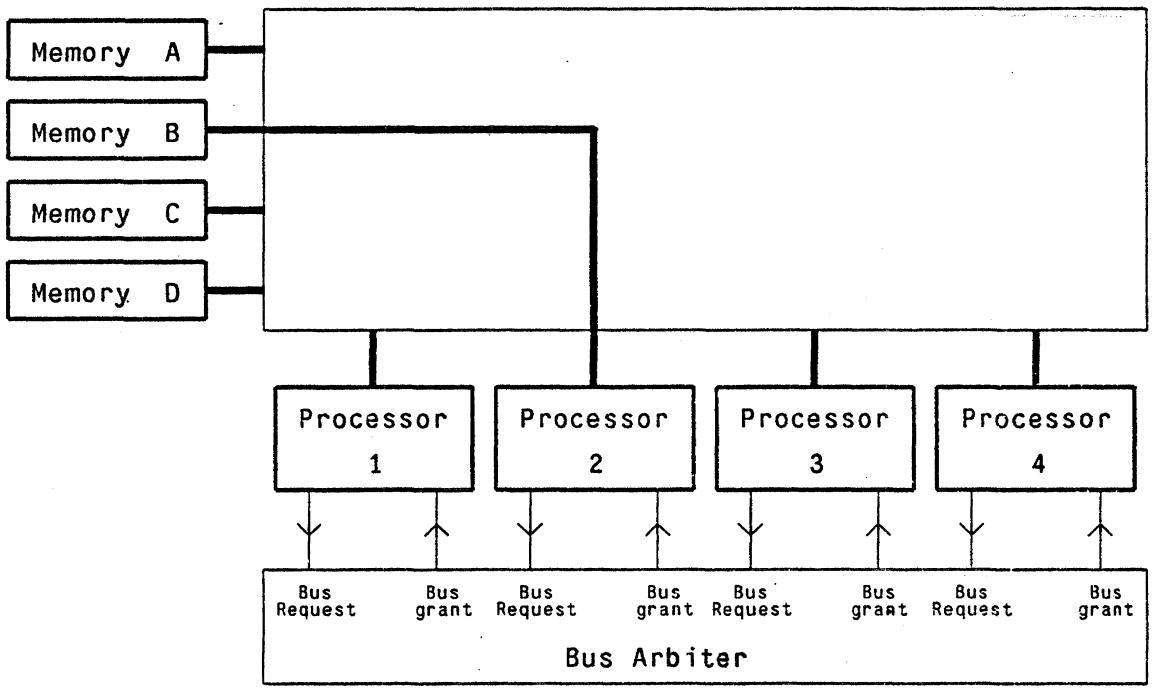 Memory A
Memory B
Memory C
Memory D
Processor
1
Processor
2
Processor
3
Processor
4
Bus
Request
Bus
grant
Bus
Request
Bus
grant
Bus
Request
Bus
grant
Bus
Request
Bus
grant
Bus Arbiter